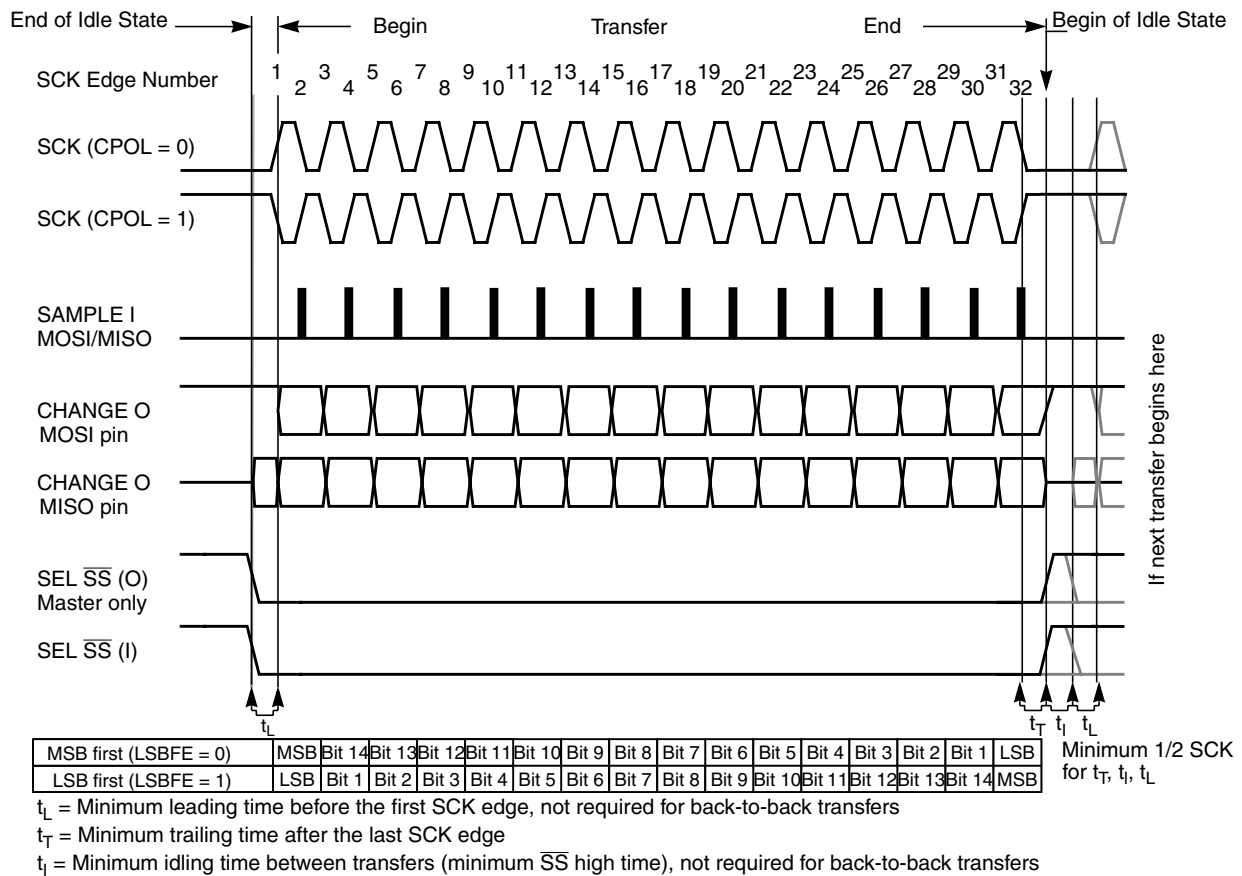 End of Idle State Begin Transfer End Begin of Idle State
SCK Edge Number 1 2 3 4 5 6 7 8 9 10 11 12 13 14 15 16 17 18 19 20 21 22 23 24 25 26 27 28 29 30 31 32
SCK (CPOL = 0)
SCK (CPOL = 1)
SAMPLE I
MOSI/MISO
CHANGE O
MOSI pin
CHANGE O
MISO pin
SEL SS (O)
Master only
SEL SS (I)
If next transfer begins here
tL tT tI tL
MSB first (LSBFE = 0) MSB Bit 14 Bit 13 Bit 12 Bit 11 Bit 10 Bit 9 Bit 8 Bit 7 Bit 6 Bit 5 Bit 4 Bit 3 Bit 2 Bit 1 LSB
LSB first (LSBFE = 1) LSB Bit 1 Bit 2 Bit 3 Bit 4 Bit 5 Bit 6 Bit 7 Bit 8 Bit 9 Bit 10 Bit 11 Bit 12 Bit 13 Bit 14 MSB
Minimum 1/2 SCK
for tT, tI, tL
tL = Minimum leading time before the first SCK edge, not required for back-to-back transfers
tT = Minimum trailing time after the last SCK edge
tI = Minimum idling time between transfers (minimum SS high time), not required for back-to-back transfers